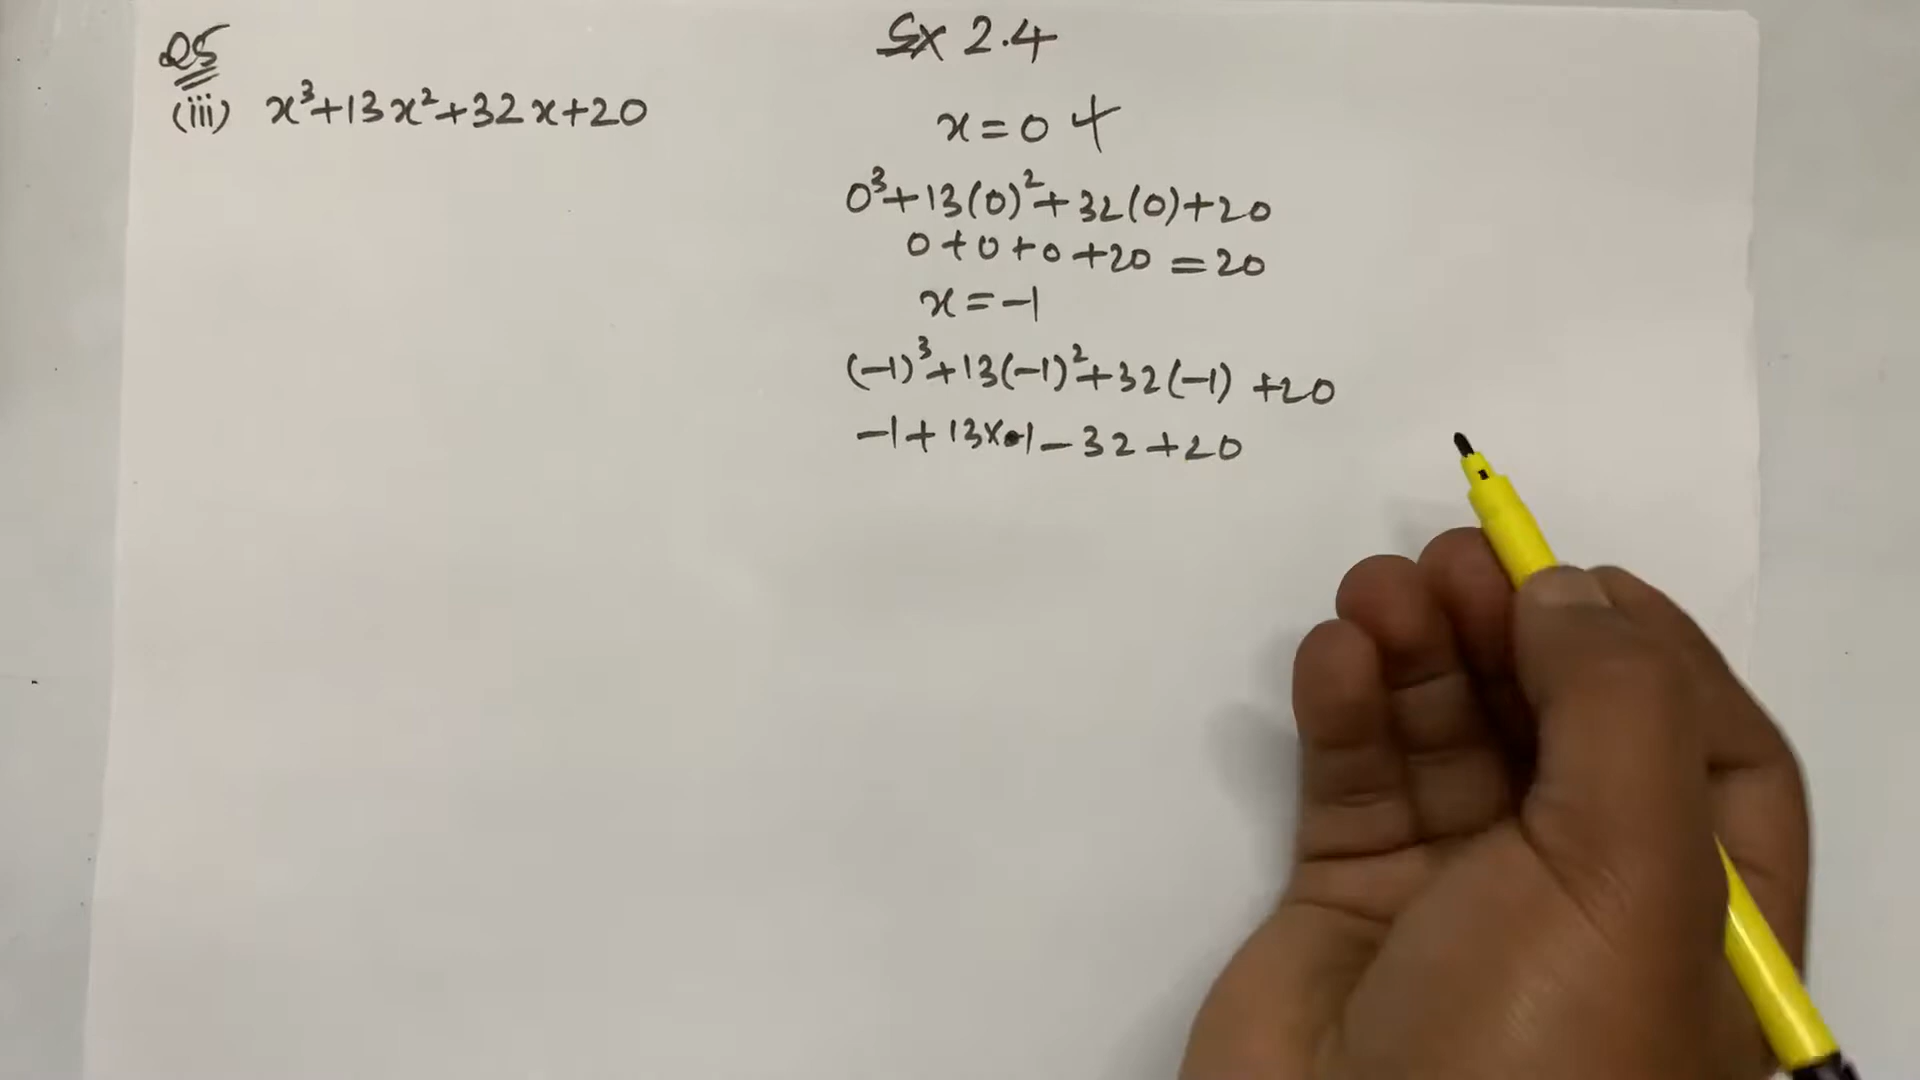 Q5
Ex 2.4
(iii) x³+13x²+32x+20
x=0 ×
0³+13(0)²+32(0)+20
0+0+0+20=20
x=-1
(-1)³+13(-1)²+32(-1)+20
-1+13×1-32+20